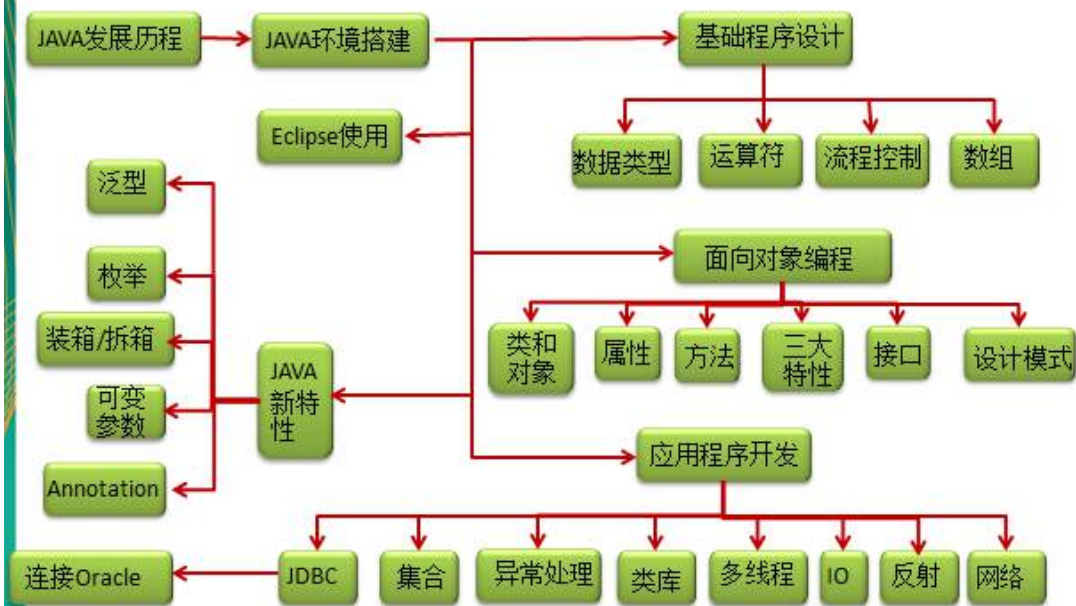 JAVA发展历程
JAVA环境搭建
基础程序设计
Eclipse使用
数据类型
运算符
流程控制
数组
泛型
枚举
装箱/拆箱
可变
参数
Annotation
JAVA
新特
性
面向对象编程
类和
对象
属性
方法
三大
特性
接口
设计模式
应用程序开发
连接Oracle
JDBC
集合
异常处理
类库
多线程
IO
反射
网络